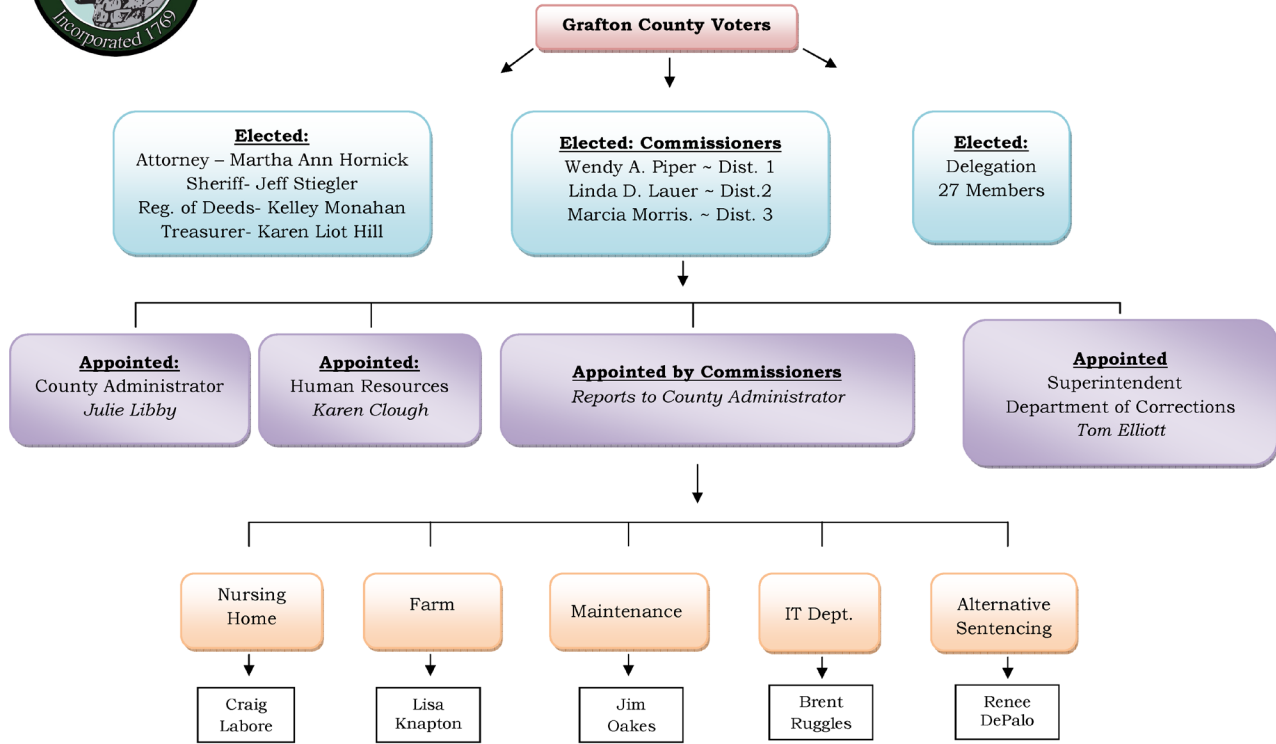 Incorporated 1769
Grafton County Voters
Elected:
Attorney – Martha Ann Hornick
Sheriff- Jeff Stiegler
Reg. of Deeds- Kelley Monahan
Treasurer- Karen Liot Hill
Elected: Commissioners
Wendy A. Piper ~ Dist. 1
Linda D. Lauer ~ Dist.2
Marcia Morris. ~ Dist. 3
Elected:
Delegation
27 Members
Appointed:
County Administrator
Julie Libby
Appointed:
Human Resources
Karen Clough
Appointed by Commissioners
Reports to County Administrator
Appointed
Superintendent
Department of Corrections
Tom Elliott
Nursing
Home
Farm
Maintenance
IT Dept.
Alternative
Sentencing
Craig
Labore
Lisa
Knapton
Jim
Oakes
Brent
Ruggles
Renee
DePalo